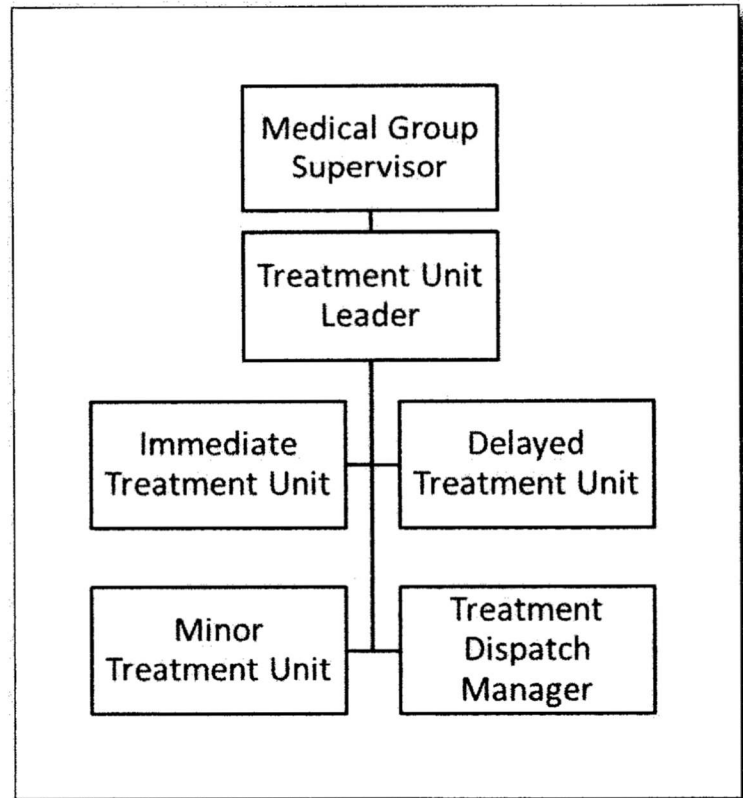 Medical Group
Supervisor
Treatment Unit
Leader
Immediate
Treatment Unit
Delayed
Treatment Unit
Minor
Treatment Unit
Treatment
Dispatch
Manager